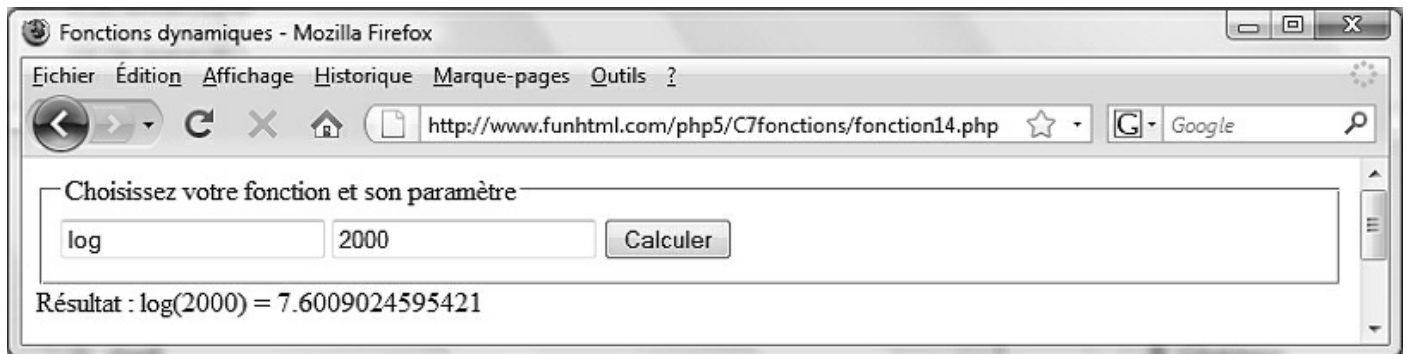 Fonctions dynamiques - Mozilla Firefox
Fichier Édition Affichage Historique Marque-pages Outils ?
http://www.funhtml.com/php5/C7fonctions/fonction14.php G Google
Choisissez votre fonction et son paramètre
log 2000 Calculer
Résultat : log(2000) = 7.6009024595421